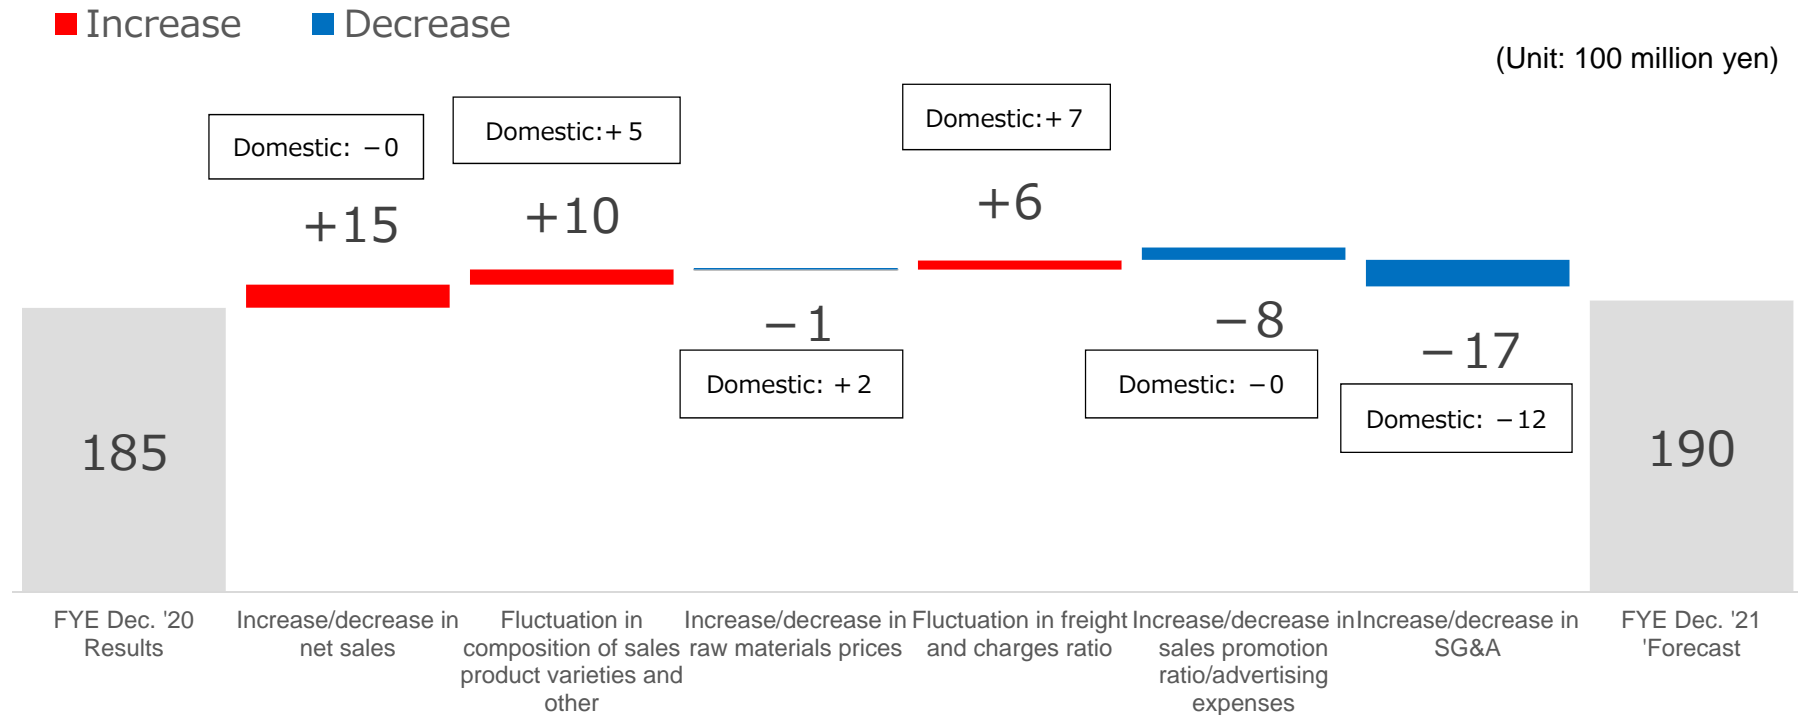 Increase Decrease
(Unit: 100 million yen)
Domestic: －0
Domestic:+ 5
Domestic:+ 7
+15
+10
+6
－1
－8
－17
Domestic: + 2
Domestic: －0
Domestic: －12
185
190
FYE Dec. '20
Results
Increase/decrease in
net sales
Fluctuation in
composition of sales
product varieties and
other
Increase/decrease in
raw materials prices
Fluctuation in freight
and charges ratio
Increase/decrease in
sales promotion
ratio/advertising
expenses
Increase/decrease in
SG&A
FYE Dec. '21
'Forecast